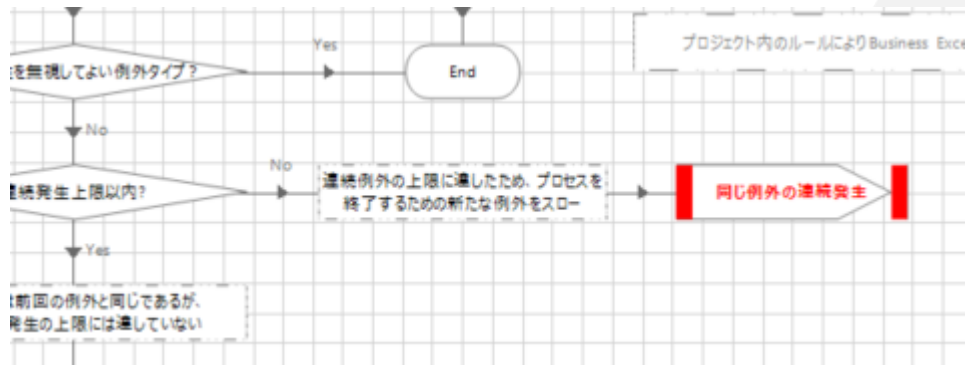 Yes
プロジェクト内のルールによりBusiness Exce
を無視してよい例外タイプ？
End
No
No
続発生上限以内?
連続例外の上限に達したため、プロセスを
終了するための新たな例外をスロー
同じ例外の連続発生
Yes
前回の例外と同じであるが、
発生の上限には達していない